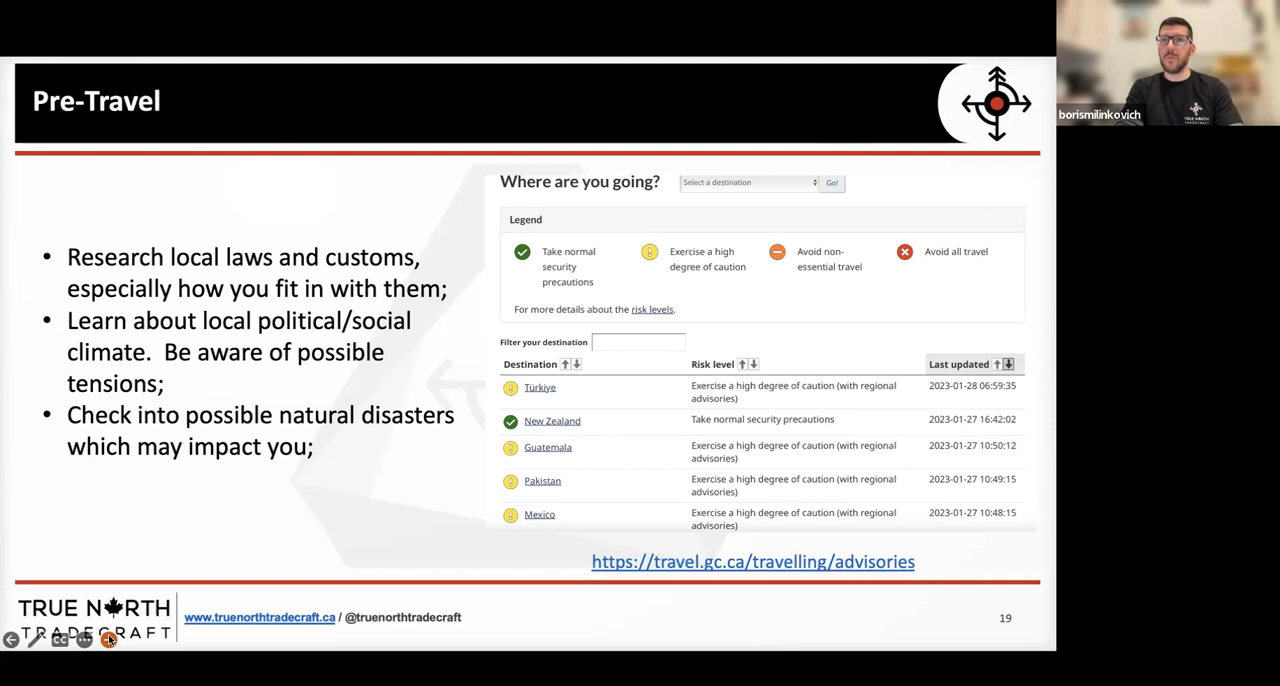 Pre-Travel
borismilinkovich
TRUE NORTH
TRADECRAFT
Where are you going?
Select a destination
Go!
• Research local laws and customs,
especially how you fit in with them;
• Learn about local political/social
climate. Be aware of possible
tensions;
• Check into possible natural disasters
which may impact you;
Legend
Take normal
security
precautions
Exercise a high
degree of caution
Avoid non-
essential travel
Avoid all travel
For more details about the risk levels.
Filter your destination
Destination Risk level Last updated
Türkiye Exercise a high degree of caution (with regional 2023-01-28 06:59:35
advisories)
New Zealand Take normal security precautions 2023-01-27 16:42:02
Guatemala Exercise a high degree of caution (with regional 2023-01-27 10:50:12
advisories)
Pakistan Exercise a high degree of caution (with regional 2023-01-27 10:49:15
advisories)
Mexico Exercise a high degree of caution (with regional 2023-01-27 10:48:15
advisories)
https://travel.gc.ca/travelling/advisories
TRUE NORTH
TRADECRAFT
www.truenorthtradecraft.ca / @truenorthtradecraft
19
CC